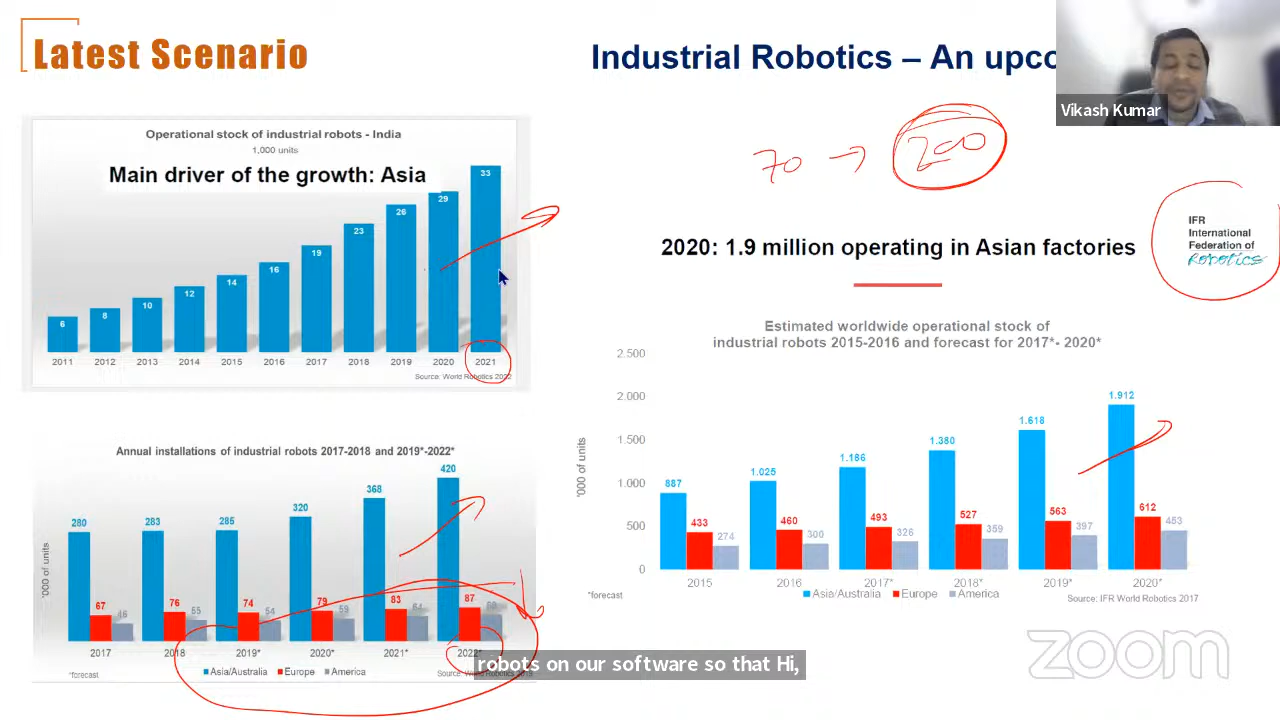 Latest Scenario
Industrial Robotics – An upco
Vikash Kumar
Operational stock of industrial robots - India
1,000 units
Main driver of the growth: Asia
6 8 10 12 14 16 19 23 26 29 33
2011 2012 2013 2014 2015 2016 2017 2018 2019 2020 2021
Source: World Robotics 2022
70 → 200
IFR
International
Federation of
Robotics
2020: 1.9 million operating in Asian factories
Estimated worldwide operational stock of
industrial robots 2015-2016 and forecast for 2017*- 2020*
'000 of units
2.500
2.000
1.500
1.000
500
0
887 1.025 1.186 1.380 1.618 1.912
433 460 493 527 563 612
274 300 326 359 397 453
2015 2016 2017* 2018* 2019* 2020*
*forecast
Asia/Australia Europe America
Source: IFR World Robotics 2017
Annual installations of industrial robots 2017-2018 and 2019*-2022*
'000 of units
280 283 285 320 368 420
67 76 74 79 83 87
46 55 54 59 64
2017 2018 2019* 2020* 2021* 2022*
*forecast
Asia/Australia Europe America
Source: World Robotics 2019
robots on our software so that Hi,
zoom